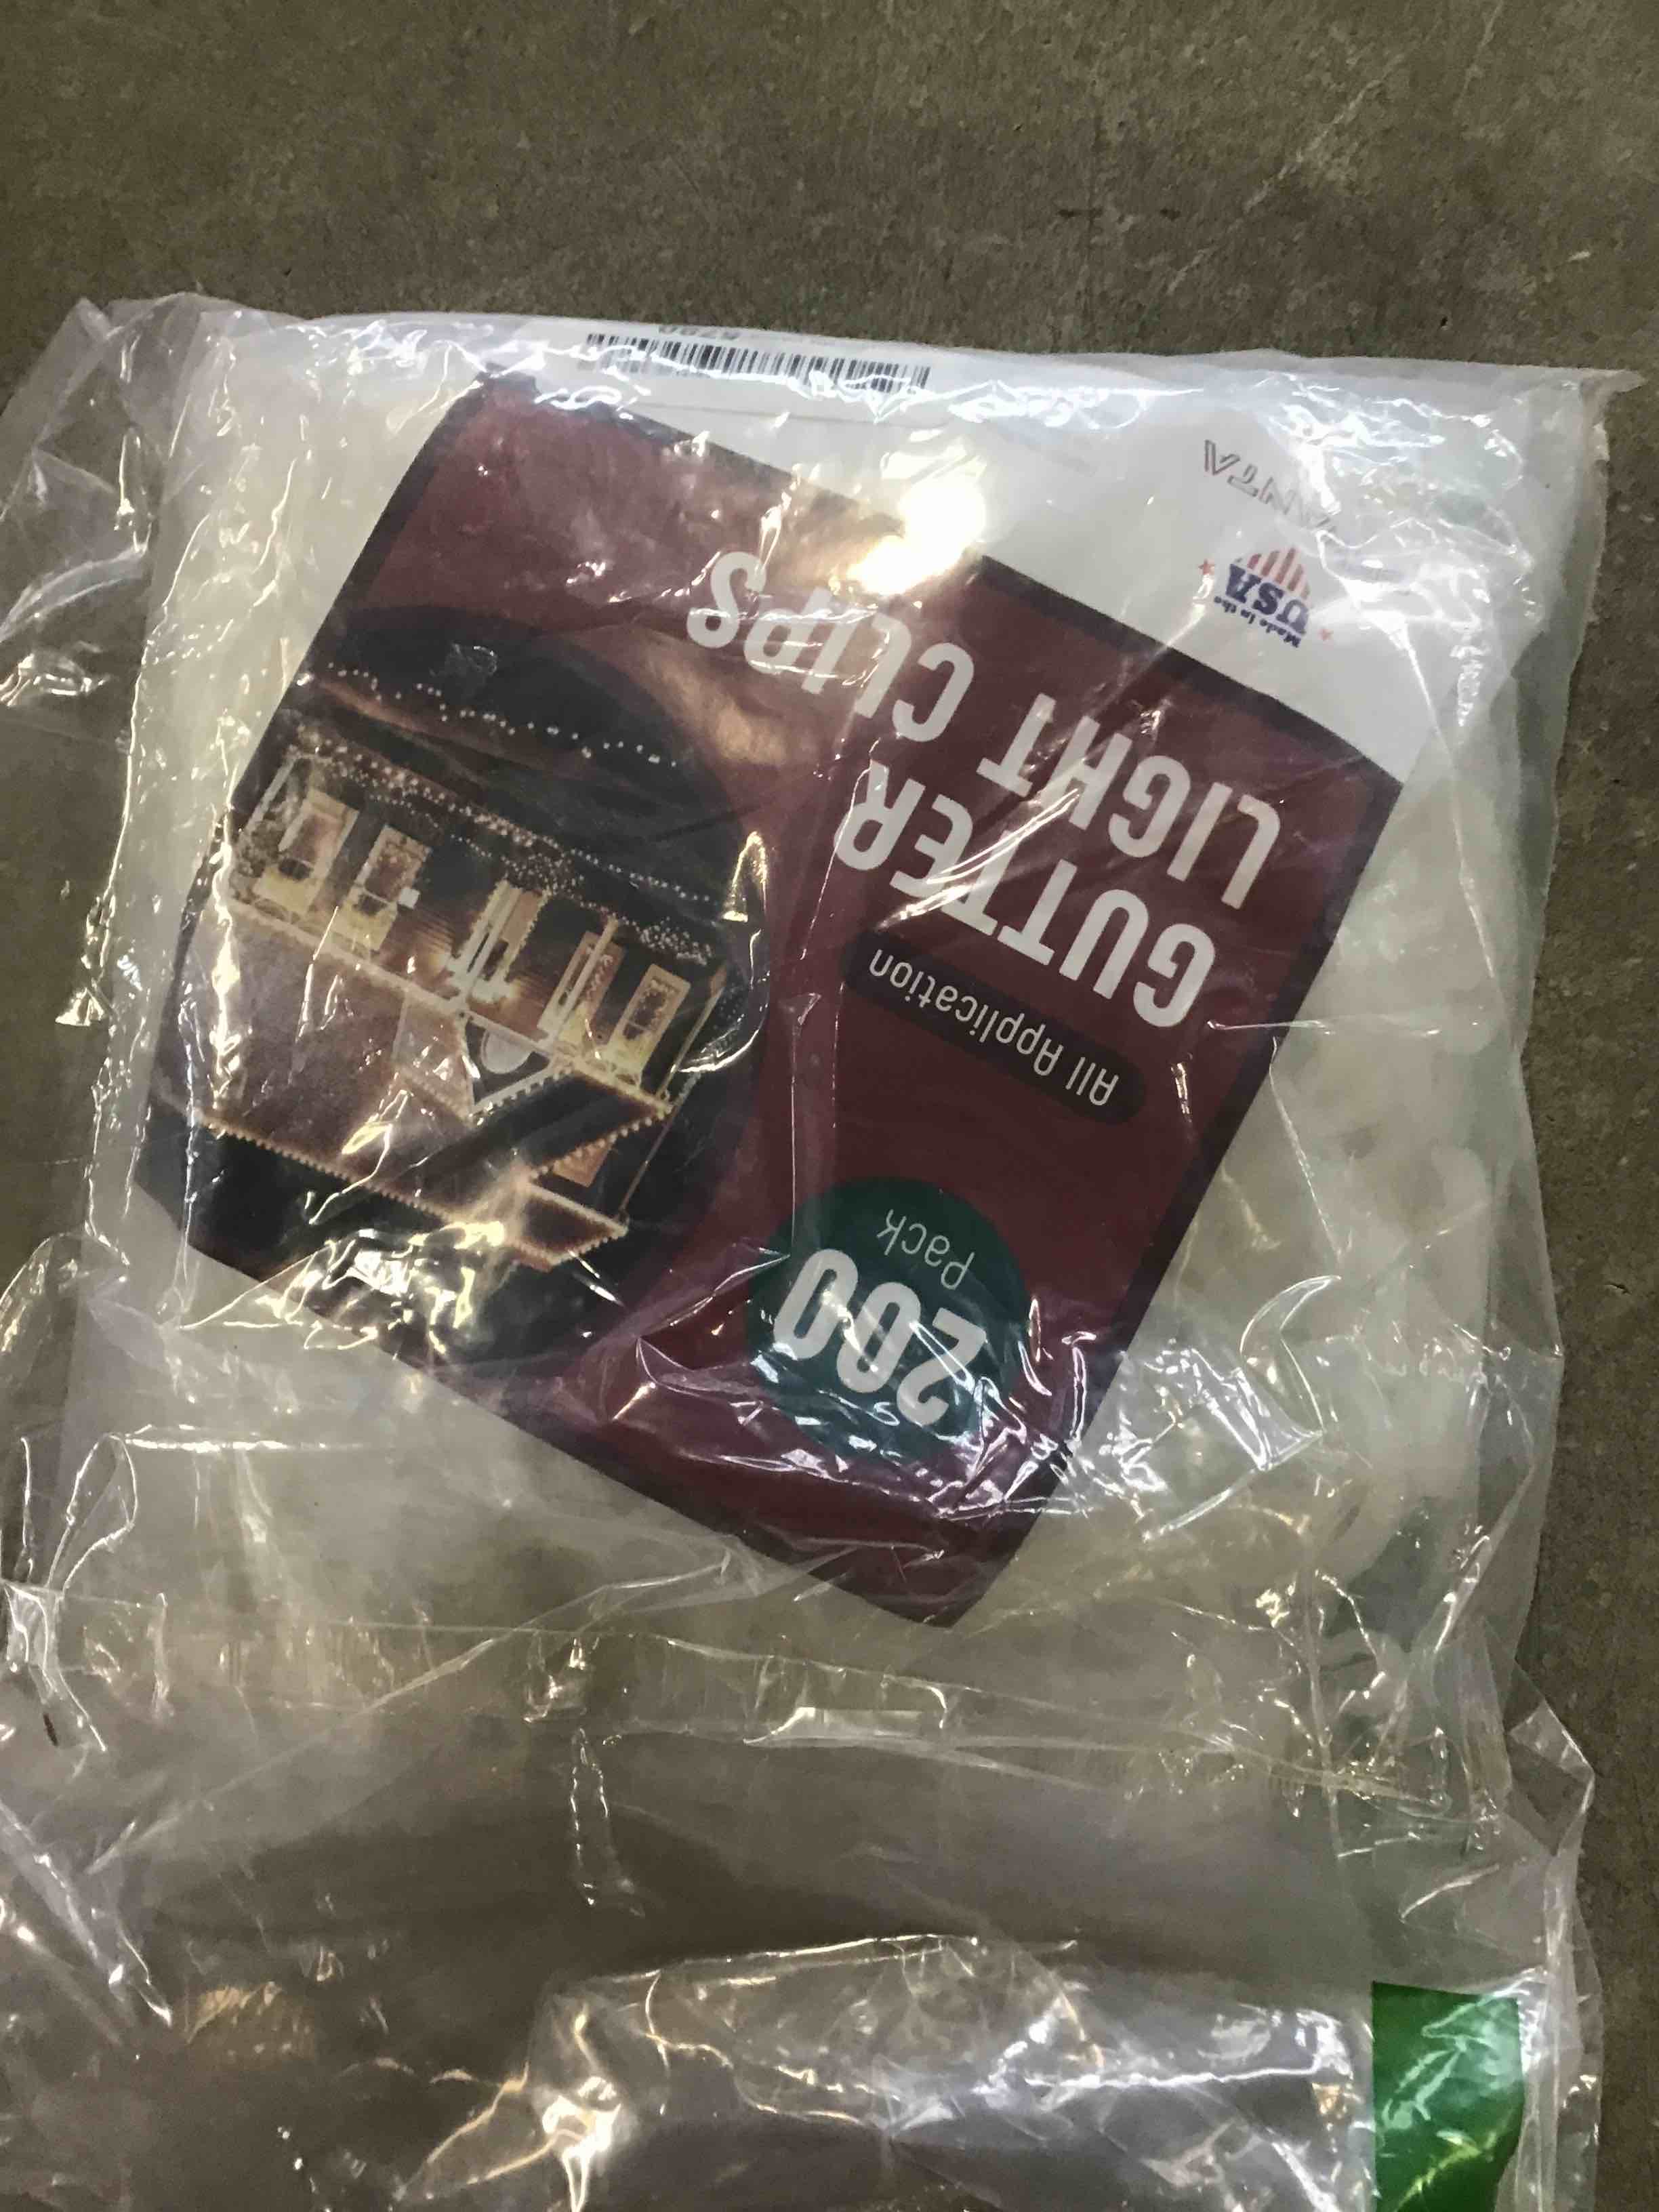 200
Pack
All Application
GUTTER
LIGHT CLIPS
Made in the
USA